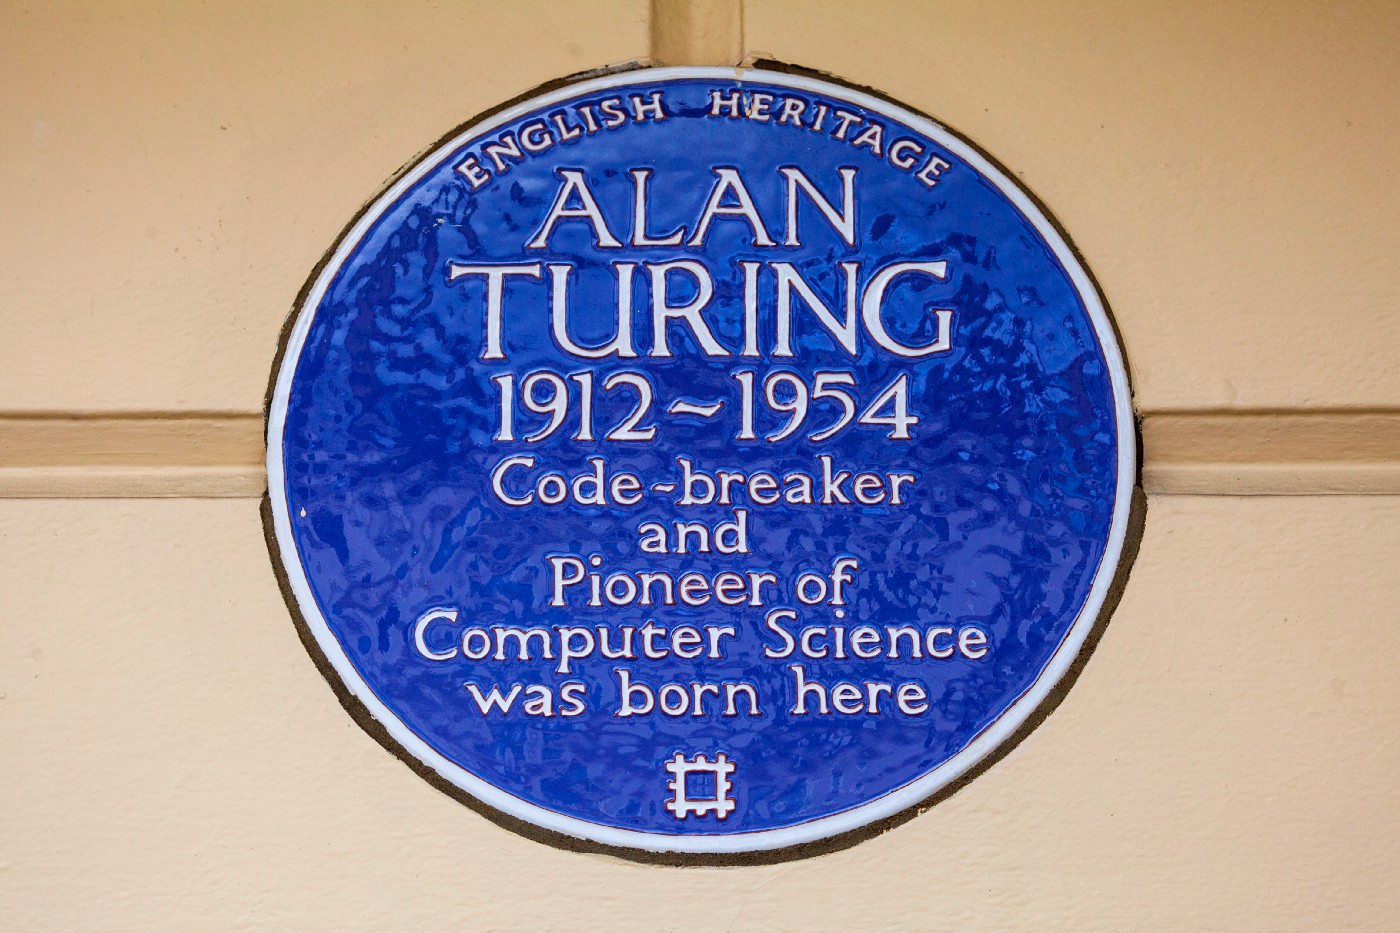 ENGLISH HERITAGE
ALAN
TURING
1912~1954
Code-breaker
and
Pioneer of
Computer Science
was born here